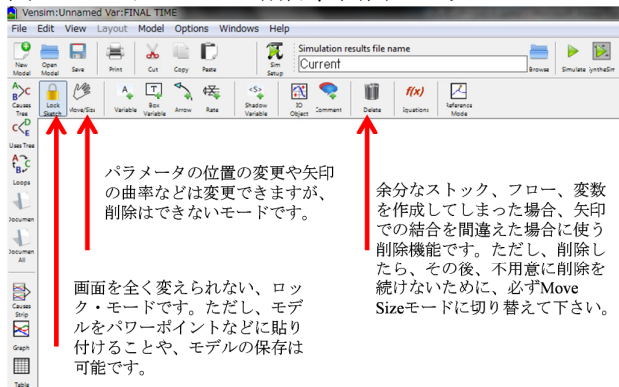 Vensim:Unnamed Var:FINAL TIME
File Edit View Layout Model Options Windows Help
Simulation results file name
Current
New Model
Open Model
Save
Print
Cut
Copy
Paste
Sim Setup
Browse
Simulate
SyntheSim
Causes Tree
Lock Sketch
Move/Size
Variable
Box Variable
Arrow
Rate
Shadow Variable
IO Object
Comment
Delete
f(x)
Equations
Reference Mode
Uses Tree
Loops
Documen
Documen All
Causes Strip
Graph
Table
パラメータの位置の変更や矢印
の曲率などは変更できますが、
削除はできないモードです。
画面を全く変えられない、ロッ
ク・モードです。ただし、モデ
ルをパワーポイントなどに貼り
付けることや、モデルの保存は
可能です。
余分なストック、フロー、変数
を作成してしまった場合、矢印
での結合を間違えた場合に使う
削除機能です。ただし、削除し
たら、その後、不用意に削除を
続けないために、必ずMove
Sizeモードに切り替えて下さい。